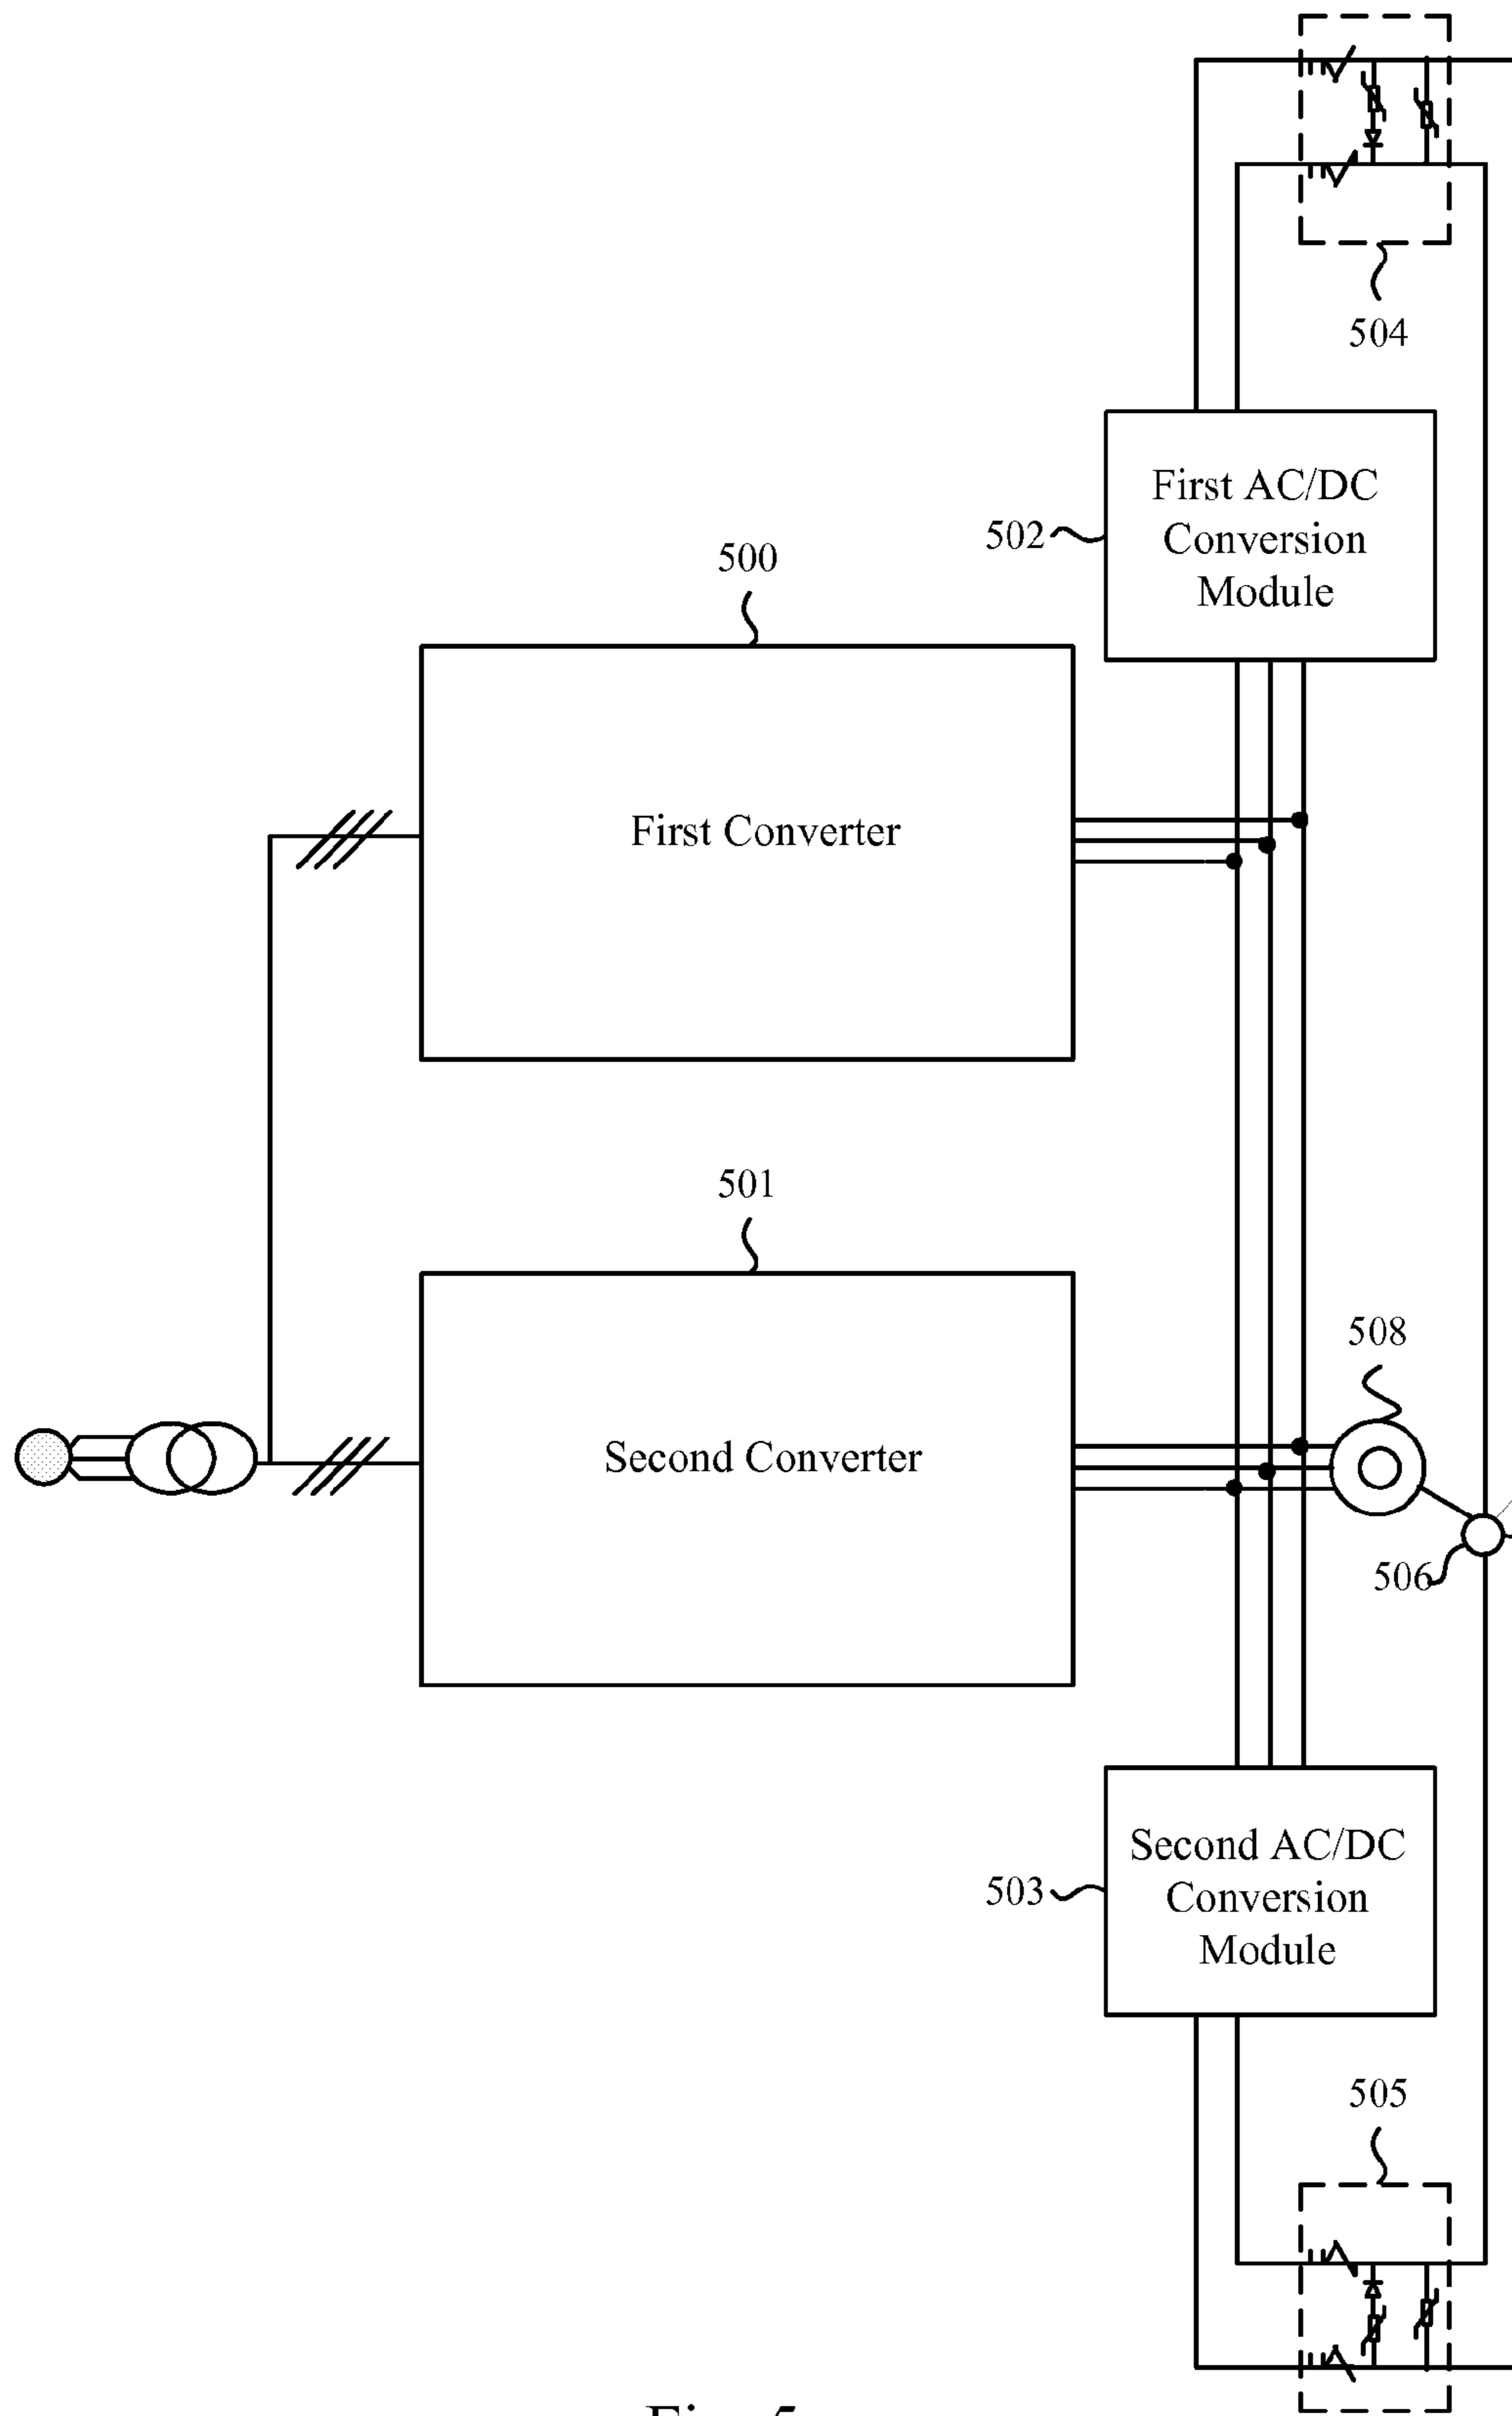 504
First AC/DC
Conversion
Module
502
500
First Converter
501
Second Converter
508
506
Second AC/DC
Conversion
Module
503
505